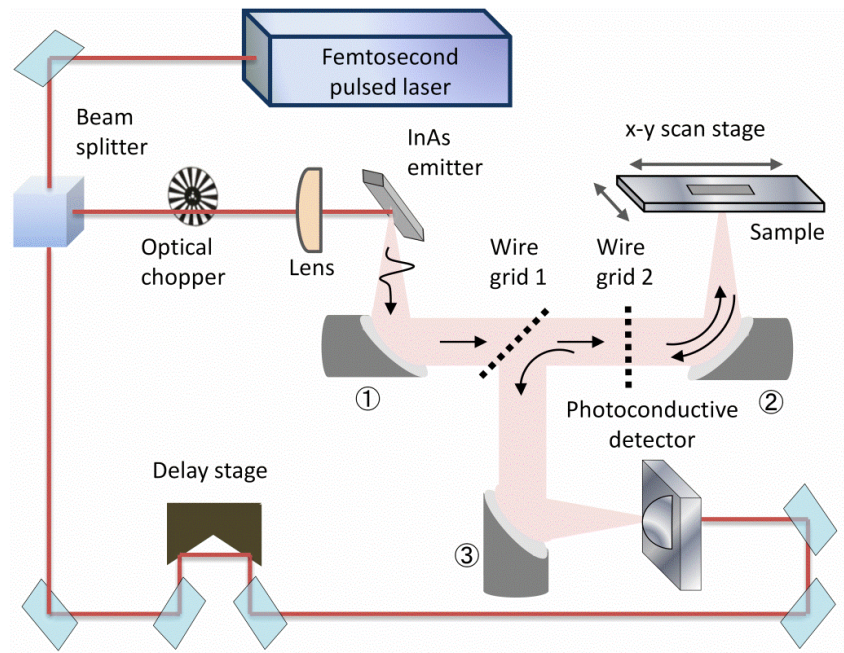 Femtosecond
pulsed laser
Beam
splitter
InAs
emitter
x-y scan stage
Optical
chopper
Lens
Wire
grid 1
Wire
grid 2
Sample
①
②
Photoconductive
detector
Delay stage
③